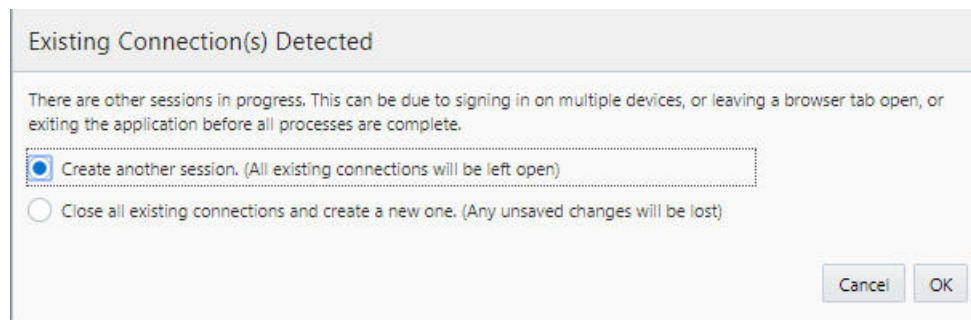 Existing Connection(s) Detected
There are other sessions in progress. This can be due to signing in on multiple devices, or leaving a browser tab open, or
exiting the application before all processes are complete.
Create another session. (All existing connections will be left open)
Close all existing connections and create a new one. (Any unsaved changes will be lost)
Cancel OK